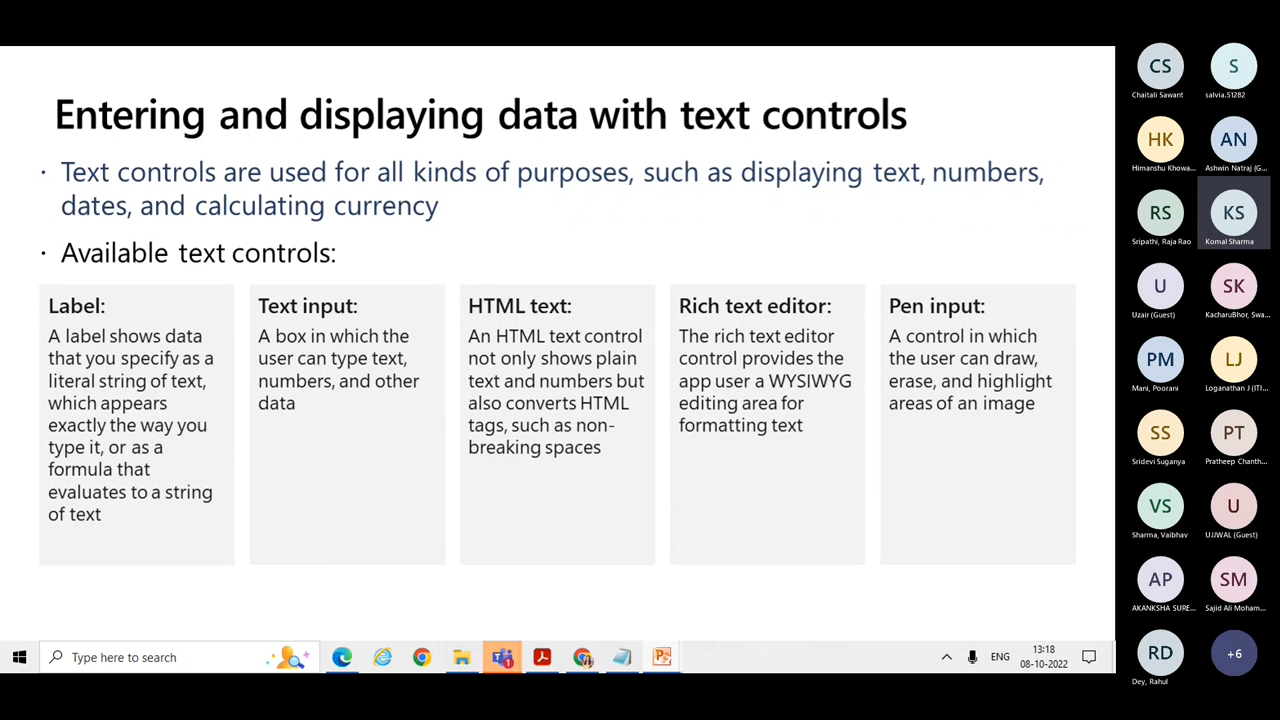 Entering and displaying data with text controls
• Text controls are used for all kinds of purposes, such as displaying text, numbers,
dates, and calculating currency
• Available text controls:
Label:
A label shows data
that you specify as a
literal string of text,
which appears
exactly the way you
type it, or as a
formula that
evaluates to a string
of text
Text input:
A box in which the
user can type text,
numbers, and other
data
HTML text:
An HTML text control
not only shows plain
text and numbers but
also converts HTML
tags, such as non-
breaking spaces
Rich text editor:
The rich text editor
control provides the
app user a WYSIWYG
editing area for
formatting text
Pen input:
A control in which
the user can draw,
erase, and highlight
areas of an image
CS
Chaitali Sawant
S
salvia.51282
HK
Himanshu Khowa...
AN
Ashwin Natraj (G...
RS
Sripathi, Raja Rao
KS
Komal Sharma
U
Uzair (Guest)
SK
KacharuBhor, Swa...
PM
Mani, Poorani
LJ
Loganathan J (ITI...
SS
Sridevi Suganya
PT
Pratheep Chanth...
VS
Sharma, Vaibhav
U
UJJWAL (Guest)
AP
AKANKSHA SURE...
SM
Sajid Ali Moham...
RD
Dey, Rahul
+6
Type here to search
ENG
13:18
08-10-2022